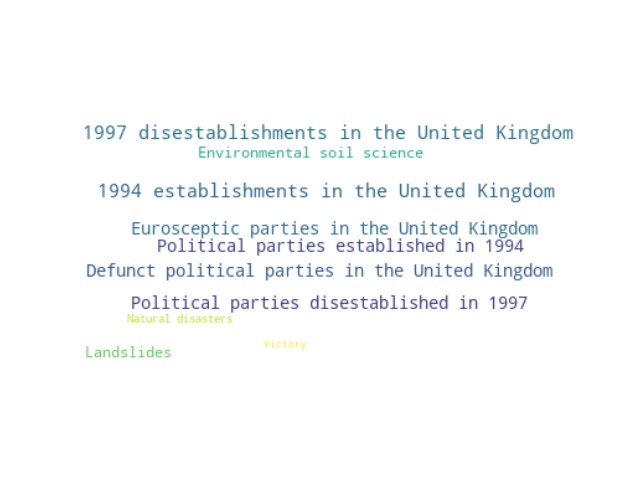 1997 disestablishments in the United Kingdom
Environmental soil science
1994 establishments in the United Kingdom
Eurosceptic parties in the United Kingdom
Political parties established in 1994
Defunct political parties in the United Kingdom
Political parties disestablished in 1997
Natural disasters
Victory
Landslides